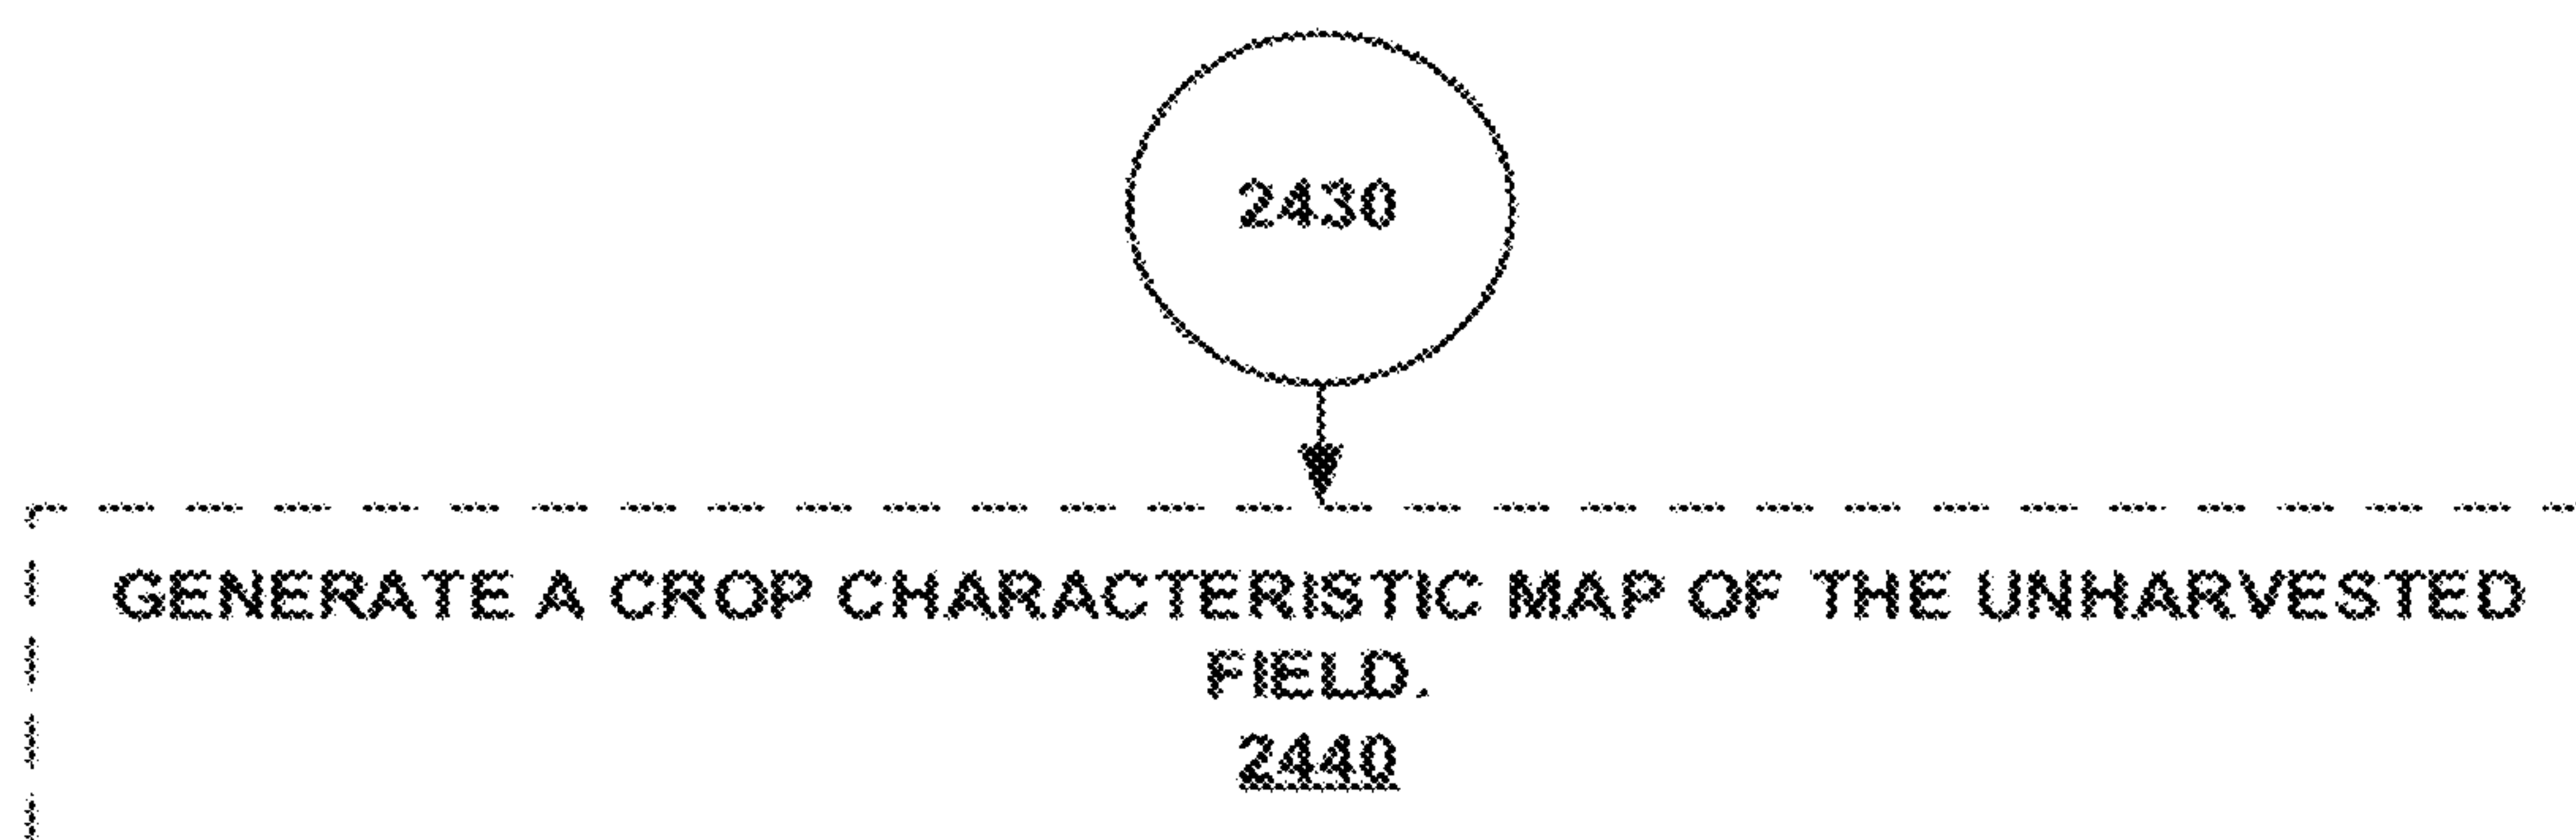 2430
GENERATE A CROP CHARACTERISTIC MAP OF THE UNHARVESTED
FIELD.
2440